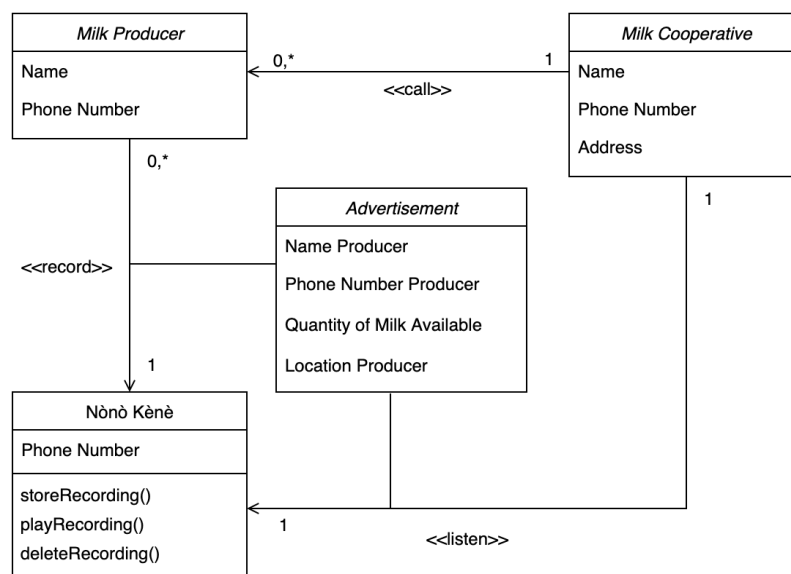 Milk Producer
Name
Phone Number
0,*
1
<<call>>
Milk Cooperative
Name
Phone Number
Address
0,*
1
<<record>>
Advertisement
Name Producer
Phone Number Producer
Quantity of Milk Available
Location Producer
1
Nònò Kènè
Phone Number
storeRecording()
playRecording()
deleteRecording()
1
<<listen>>